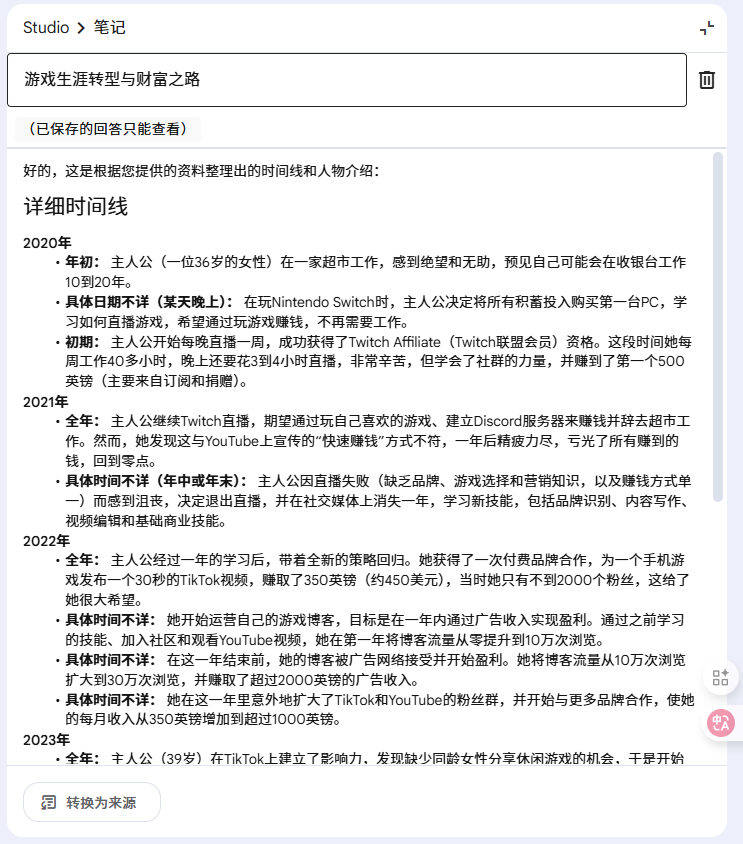 Studio > 笔记
游戏生涯转型与财富之路
（已保存的回答只能查看）
好的，这是根据您提供的资料整理出的时间线和人物介绍：
详细时间线
2020年
• 年初： 主人公（一位36岁的女性）在一家超市工作，感到绝望和无助，预见自己可能会在收银台工作
10到20年。
• 具体日期不详（某天晚上）： 在玩Nintendo Switch时，主人公决定将所有积蓄投入购买第一台PC，学
习如何直播游戏，希望通过玩游戏赚钱，不再需要工作。
• 初期： 主人公开始每晚直播一周，成功获得了Twitch Affiliate（Twitch联盟会员）资格。这段时间她每
周工作40多小时，晚上还要花3到4小时直播，非常辛苦，但学会了社群的力量，并赚到了第一个500
英镑（主要来自订阅和捐赠）。
2021年
• 全年： 主人公继续Twitch直播，期望通过玩自己喜欢的游戏、建立Discord服务器来赚钱并辞去超市工
作。然而，她发现这与YouTube上宣传的“快速赚钱”方式不符，一年后精疲力尽，亏光了所有赚到的
钱，回到零点。
• 具体时间不详（年中或年末）： 主人公因直播失败（缺乏品牌、游戏选择和营销知识，以及赚钱方式单
一）而感到沮丧，决定退出直播，并在社交媒体上消失一年，学习新技能，包括品牌识别、内容写作、
视频编辑和基础商业技能。
2022年
• 全年： 主人公经过一年的学习后，带着全新的策略回归。她获得了一次付费品牌合作，为一个手机游
戏发布一个30秒的TikTok视频，赚取了350英镑（约450美元），当时她只有不到2000个粉丝，这给了
她很大希望。
• 具体时间不详： 她开始运营自己的游戏博客，目标是在一年内通过广告收入实现盈利。通过之前学习
的技能、加入社区和观看YouTube视频，她在第一年将博客流量从零提升到10万次浏览。
• 具体时间不详： 在这一年结束前，她的博客被广告网络接受并开始盈利。她将博客流量从10万次浏览
扩大到30万次浏览，并赚取了超过2000英镑的广告收入。
• 具体时间不详： 她在这一年里意外地扩大了TikTok和YouTube的粉丝群，并开始与更多品牌合作，使她
的每月收入从350英镑增加到超过1000英镑。
2023年
• 全年： 主人公（39岁）在TikTok上建立了影响力，发现缺少同龄女性分享休闲游戏的机会，于是开始
转换为来源